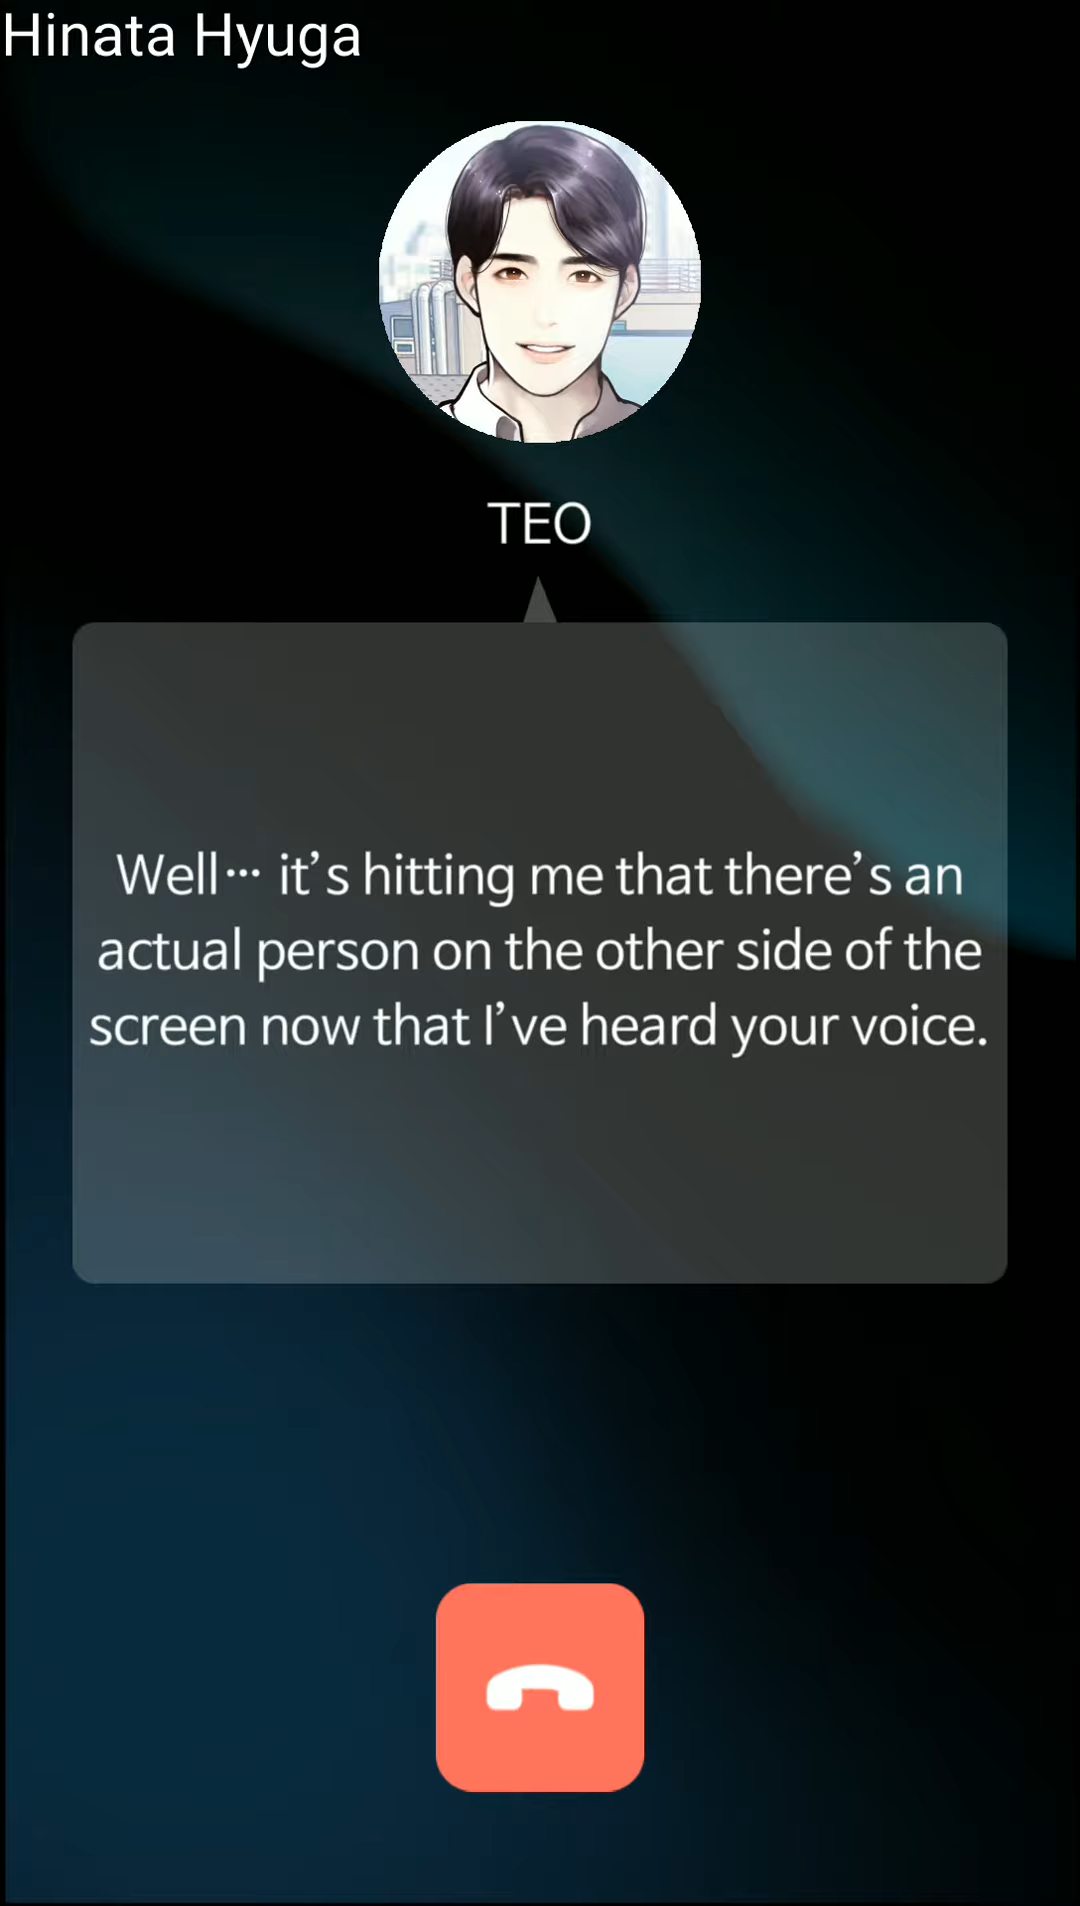 Hinata Hyuga
TEO
Well··· it’s hitting me that there’s an
actual person on the other side of the
screen now that I’ve heard your voice.